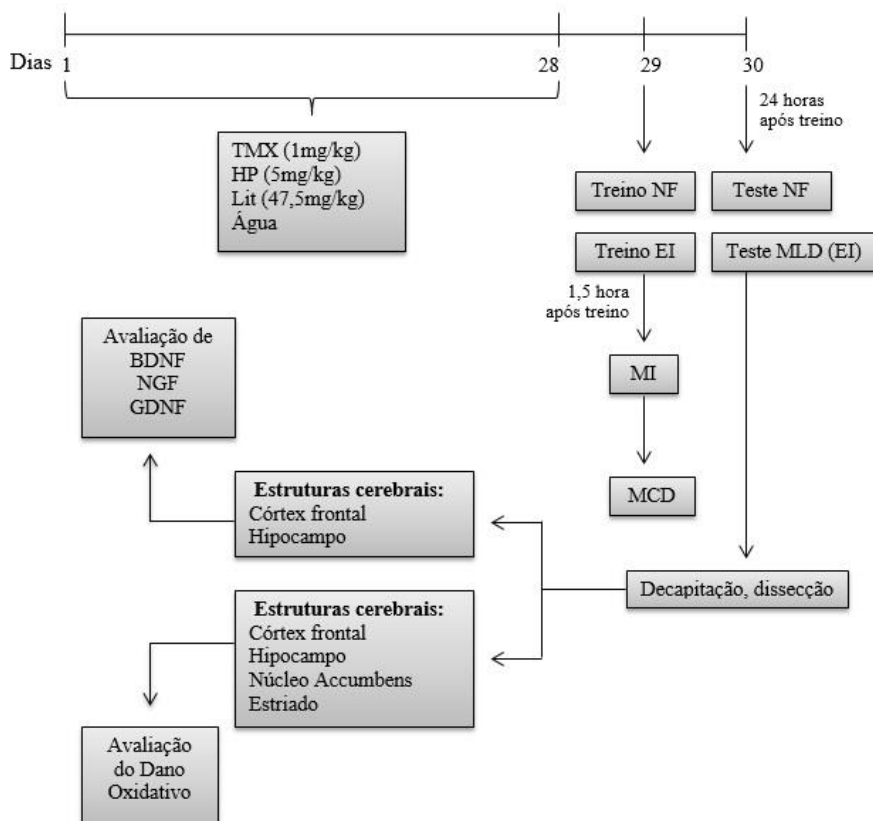 Dias 1 28 29 30
24 horas
após treino
TMX (1mg/kg)
HP (5mg/kg)
Lit (47,5mg/kg)
Água
Treino NF
Teste NF
Treino EI
Teste MLD (EI)
1,5 hora
após treino
MI
MCD
Decapitação, dissecção
Avaliação de
BDNF
NGF
GDNF
Estruturas cerebrais:
Córtex frontal
Hipocampo
Estruturas cerebrais:
Córtex frontal
Hipocampo
Núcleo Accumbens
Estriado
Avaliação
do Dano
Oxidativo